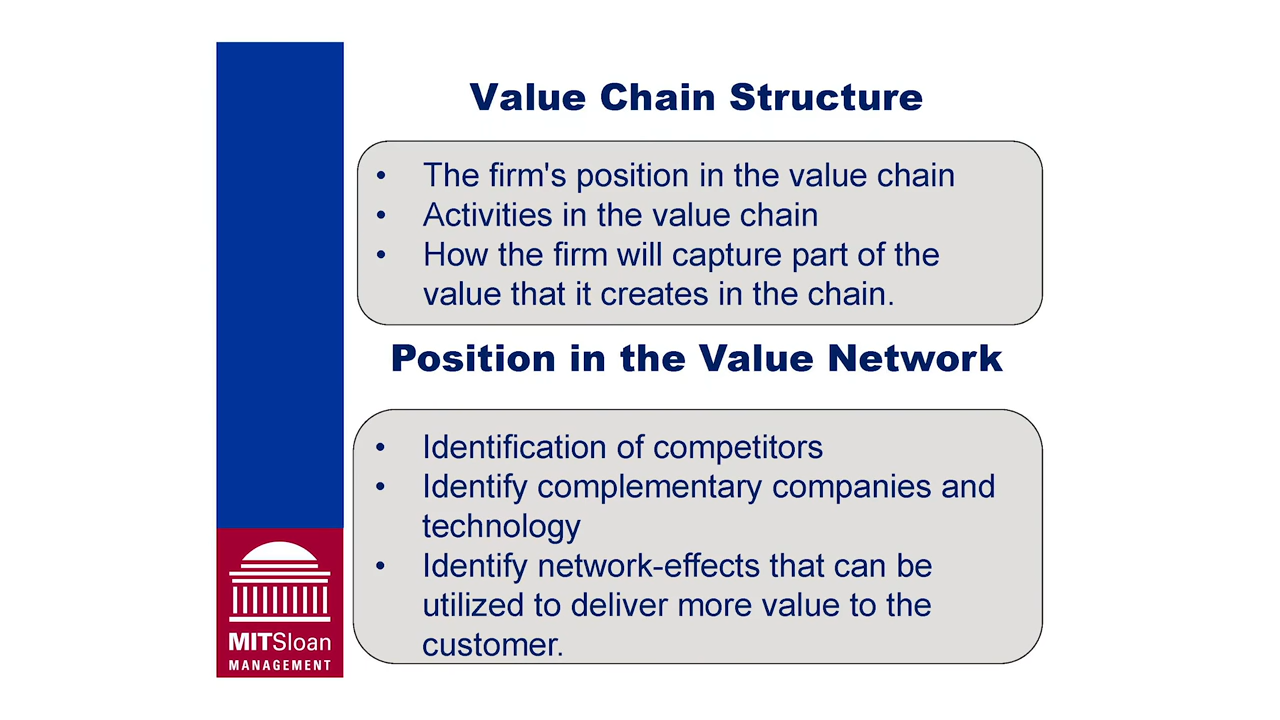 Value Chain Structure
• The firm's position in the value chain
• Activities in the value chain
• How the firm will capture part of the
value that it creates in the chain.
Position in the Value Network
• Identification of competitors
• Identify complementary companies and
technology
• Identify network-effects that can be
utilized to deliver more value to the
customer.
MITSloan
MANAGEMENT